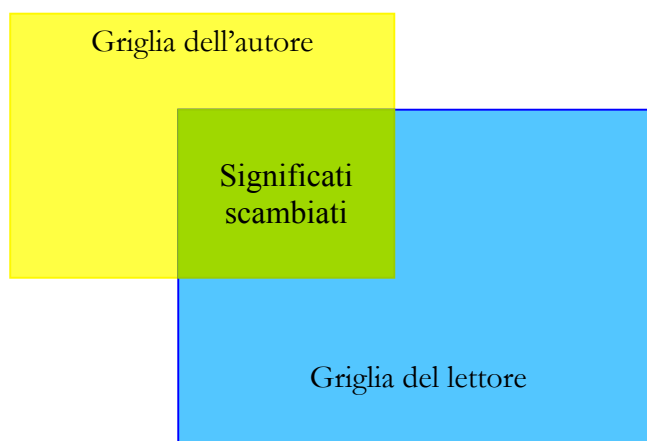 Griglia dell’autore
Significati
scambiati
Griglia del lettore